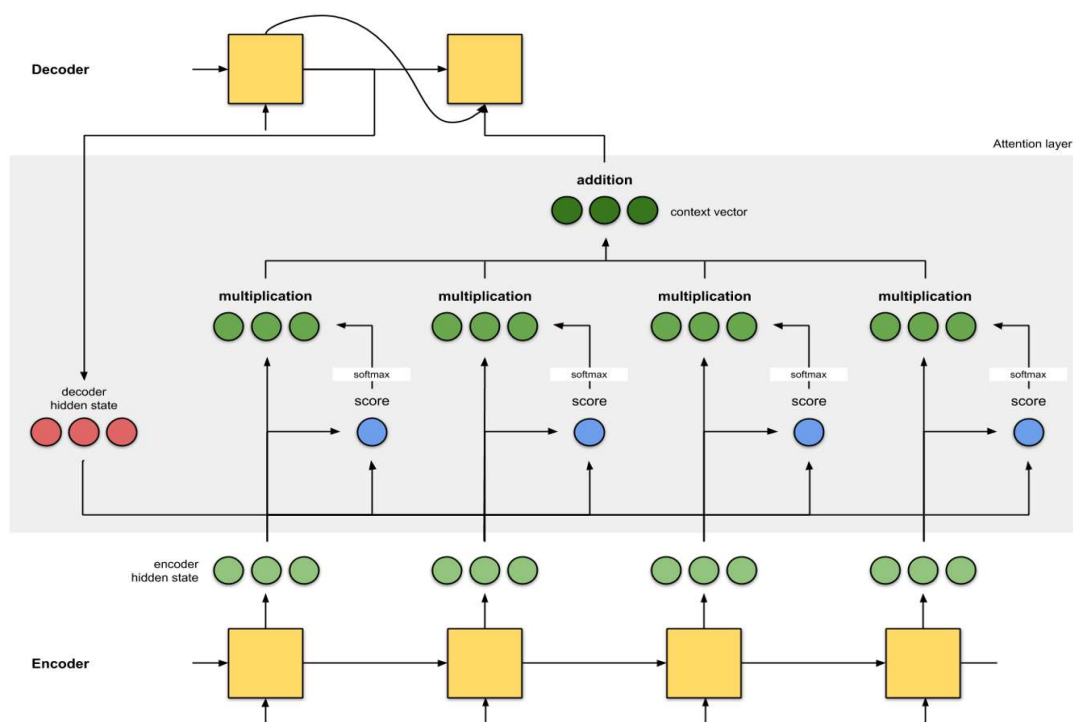 Decoder
Attention layer
addition
context vector
multiplication
multiplication
multiplication
multiplication
softmax
softmax
softmax
softmax
decoder
hidden state
score
score
score
score
encoder
hidden state
Encoder